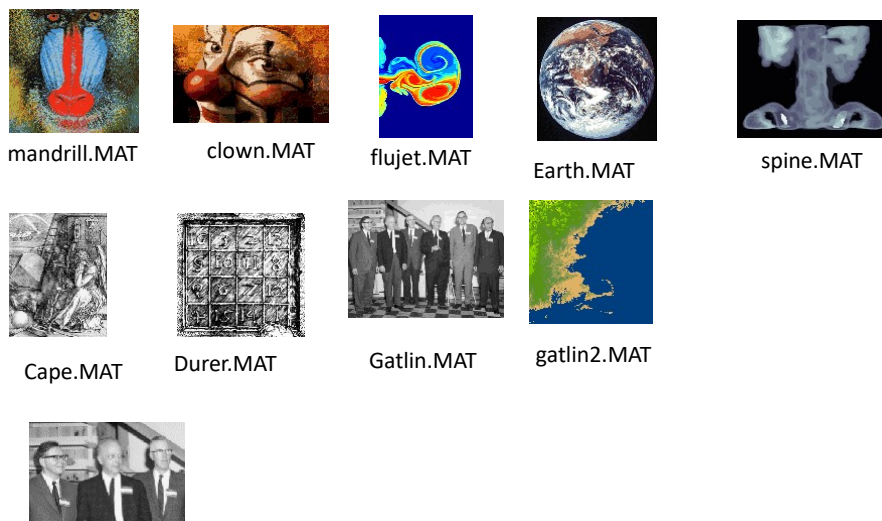 mandrill.MAT
clown.MAT
flujet.MAT
Earth.MAT
spine.MAT
Cape.MAT
Durer.MAT
Gatlin.MAT
gatlin2.MAT